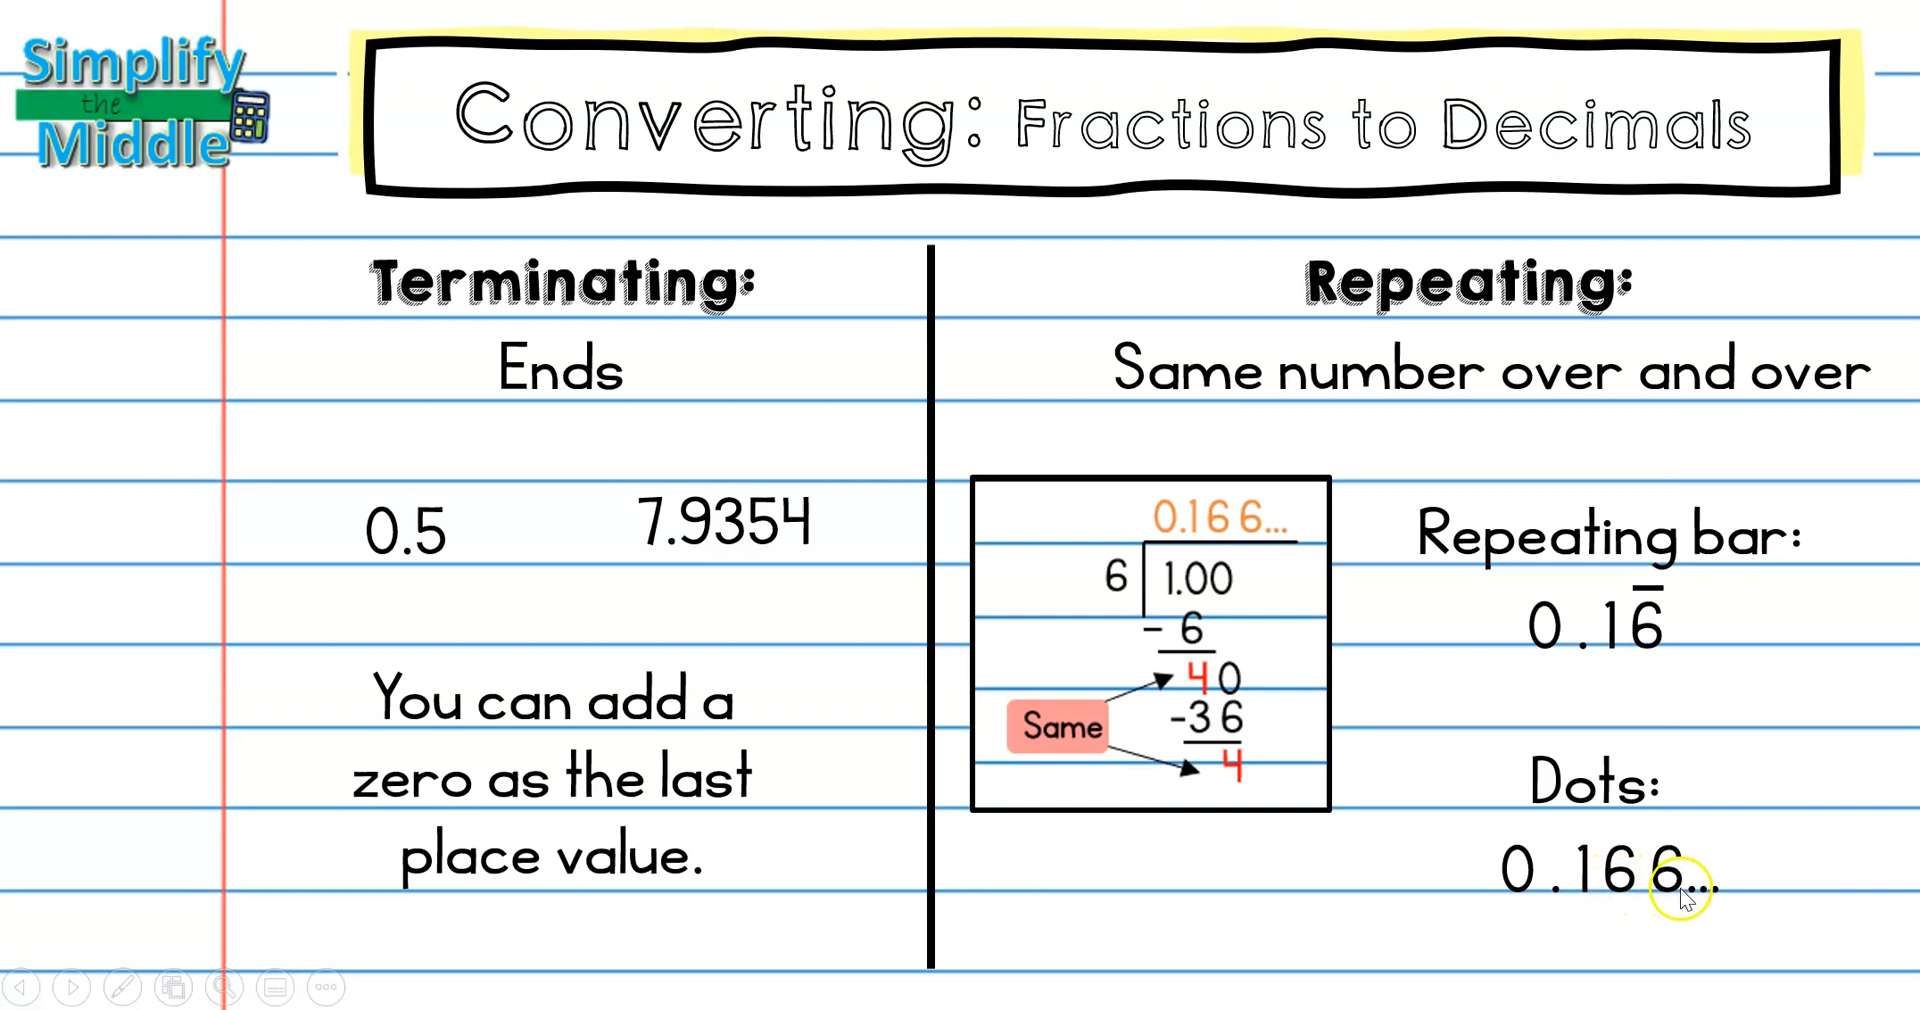 Simplify
the
Middle
Converting: Fractions to Decimals
Terminating:
Ends
0.5 7.9354
You can add a
zero as the last
place value.
Repeating:
Same number over and over
0.166...
6 1.00
- 6
40
-36
4
Same
Repeating bar:
0.16̅
Dots:
0.166...